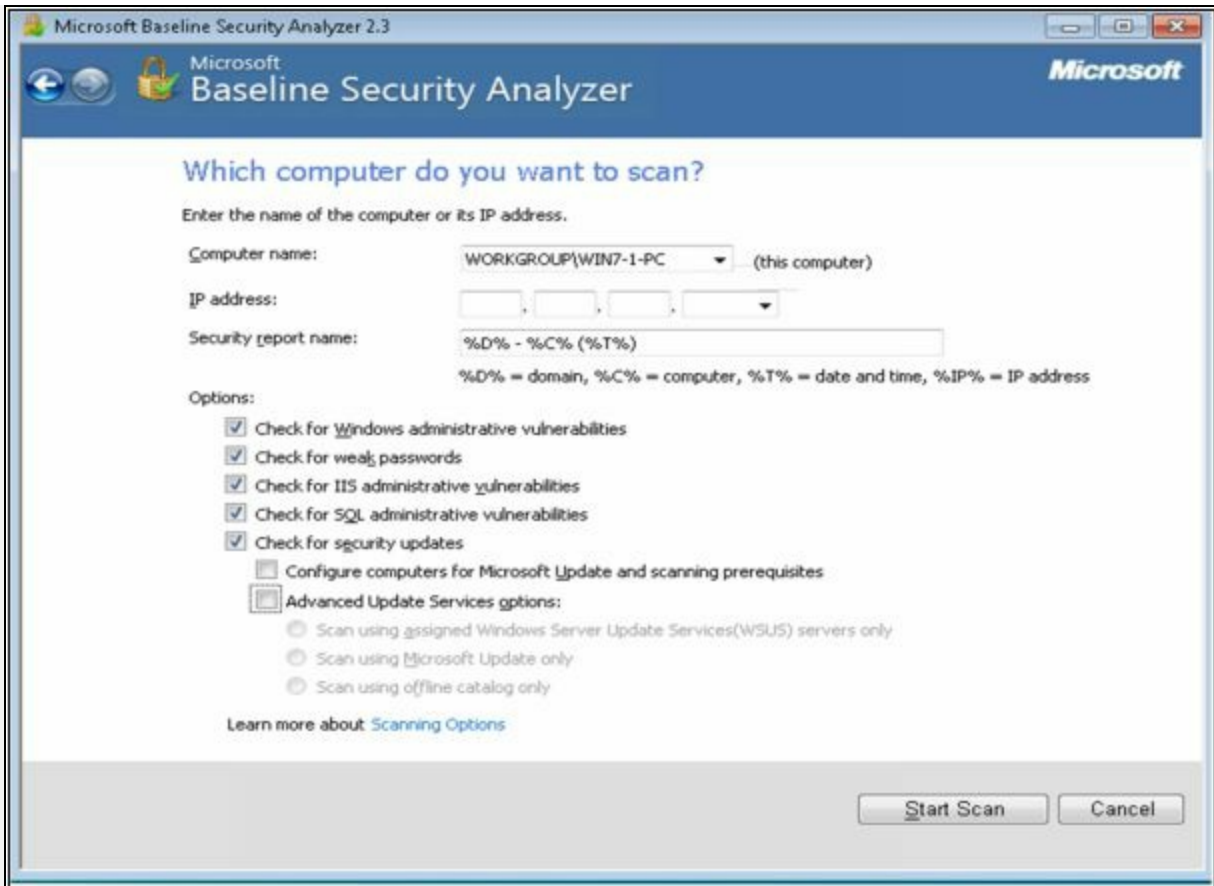 Microsoft Baseline Security Analyzer 2.3
Microsoft
Baseline Security Analyzer
Microsoft
Which computer do you want to scan?
Enter the name of the computer or its IP address.
Computer name:
WORKGROUP\WIN7-1-PC
(this computer)
IP address:
, , ,
Security report name:
%D% - %C% (%T%)
%D% = domain, %C% = computer, %T% = date and time, %IP% = IP address
Options:
Check for Windows administrative vulnerabilities
Check for weak passwords
Check for IIS administrative vulnerabilities
Check for SQL administrative vulnerabilities
Check for security updates
Configure computers for Microsoft Update and scanning prerequisites
Advanced Update Services options:
Scan using assigned Windows Server Update Services(WSUS) servers only
Scan using Microsoft Update only
Scan using offline catalog only
Learn more about Scanning Options
Start Scan
Cancel